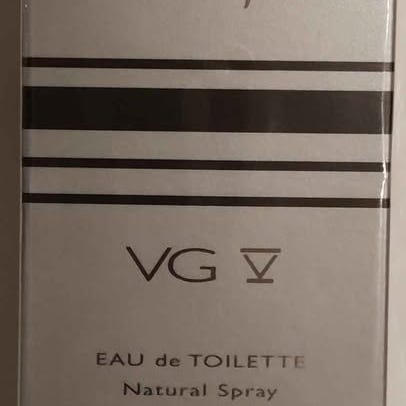 VG V
EAU de TOILETTE
Natural Spray